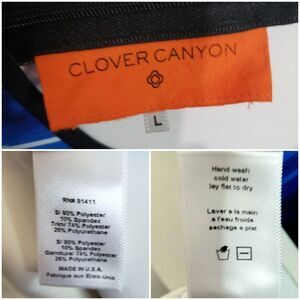 CLOVER CANYON
L
RN# 91411
S/ 90% Polyester
10% Spandex
Trim/ 74% Polyester
26% Polyurethane
S/ 90% Polyester
10% Spandex
Garniture/ 74% Polyester
26% Polyurethane
MADE IN U.S.A.
Fabrique aux Etats-Unis
Hand wash
cold water
lay flat to dry
Laver a la main
a l'eau froide
sechage a plat